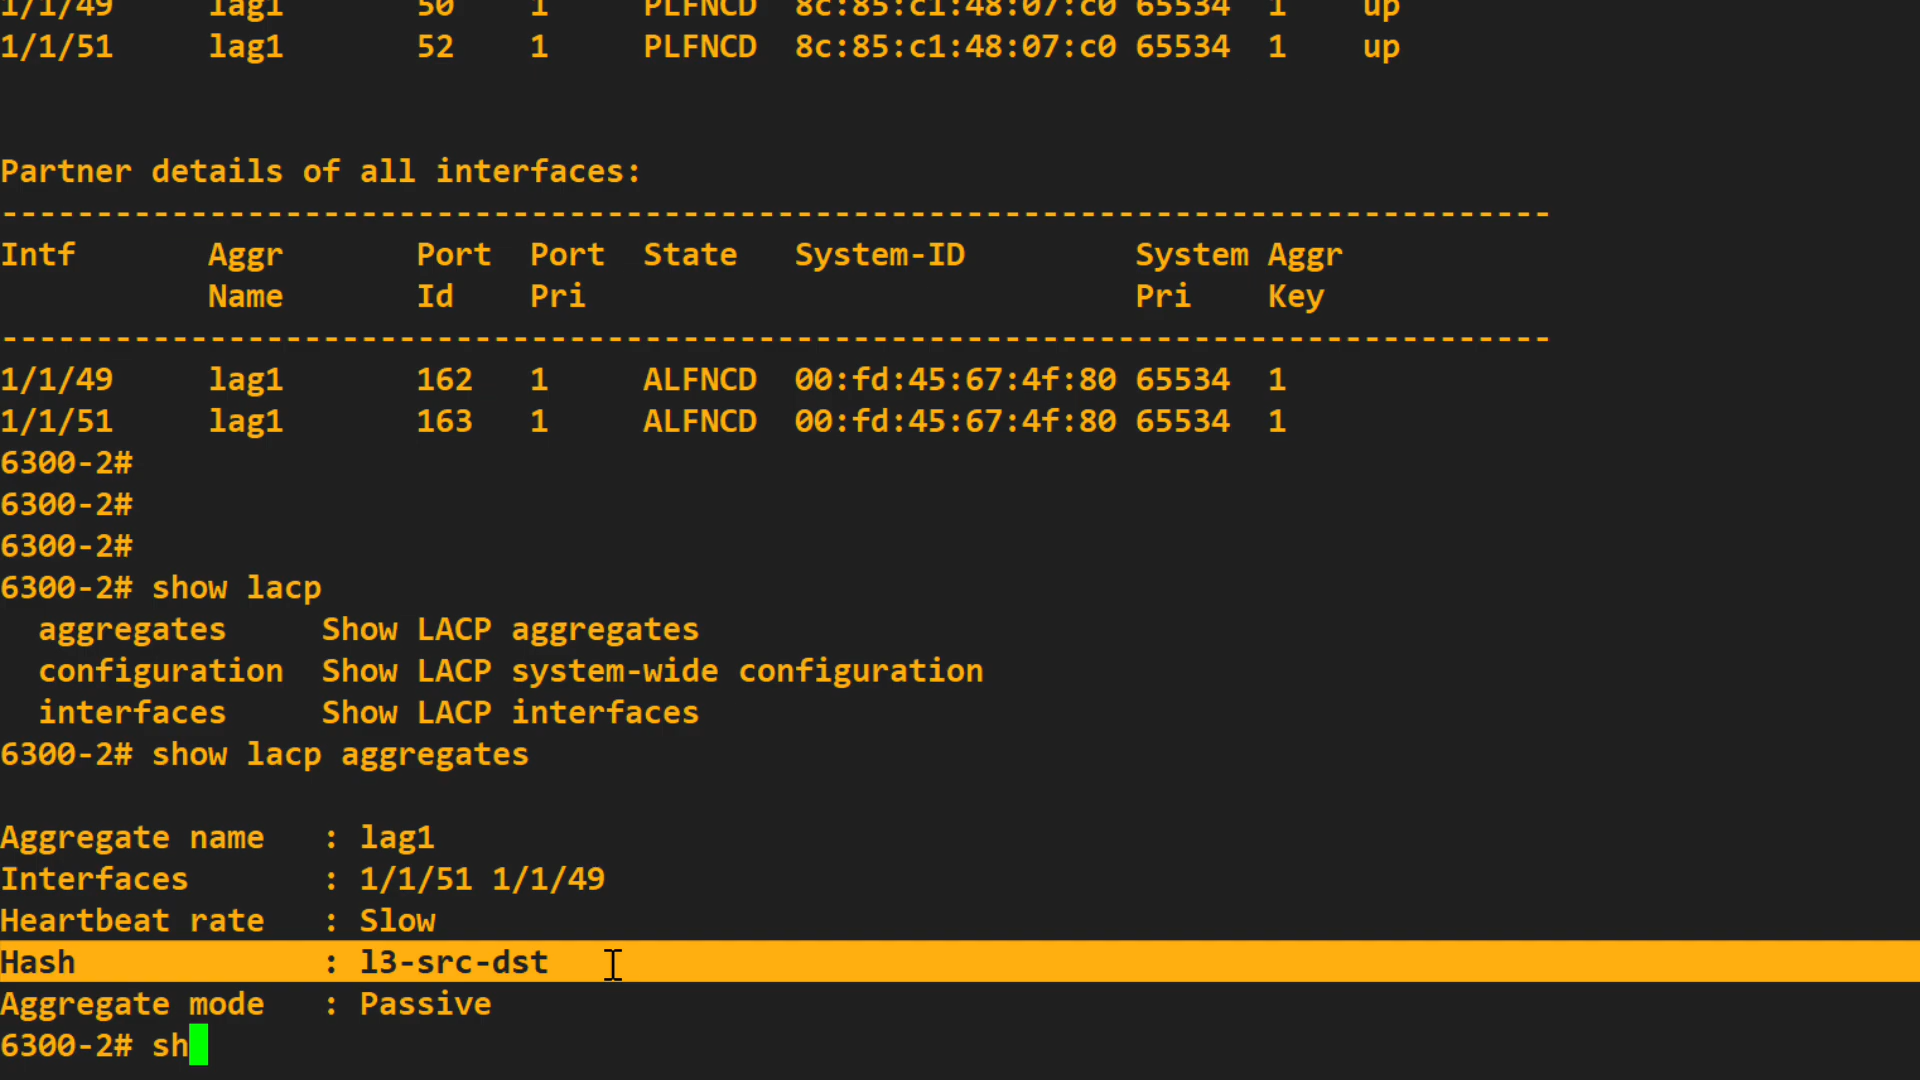 1/1/49     lag1       50    1     PLFNCD  8c:85:c1:48:07:c0 65534  1    up
1/1/51     lag1       52    1     PLFNCD  8c:85:c1:48:07:c0 65534  1    up
Partner details of all interfaces:
----------------------------------------------------------------------------------
Intf       Aggr       Port  Port  State   System-ID         System Aggr
           Name       Id    Pri                             Pri    Key
----------------------------------------------------------------------------------
1/1/49     lag1       162   1     ALFNCD  00:fd:45:67:4f:80 65534  1
1/1/51     lag1       163   1     ALFNCD  00:fd:45:67:4f:80 65534  1
6300-2#
6300-2#
6300-2#
6300-2# show lacp
  aggregates     Show LACP aggregates
  configuration  Show LACP system-wide configuration
  interfaces     Show LACP interfaces
6300-2# show lacp aggregates
Aggregate name   : lag1
Interfaces       : 1/1/51 1/1/49
Heartbeat rate   : Slow
Hash             : l3-src-dst
Aggregate mode   : Passive
6300-2# sh